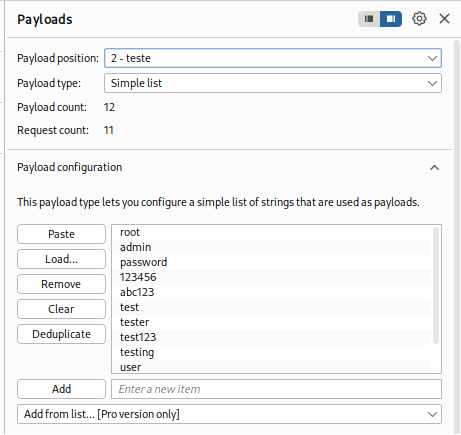 Payloads
Payload position: 2 - teste
Payload type: Simple list
Payload count: 12
Request count: 11
Payload configuration
This payload type lets you configure a simple list of strings that are used as payloads.
Paste
Load...
Remove
Clear
Deduplicate
root
admin
password
123456
abc123
test
tester
test123
testing
user
Add Enter a new item
Add from list... [Pro version only]